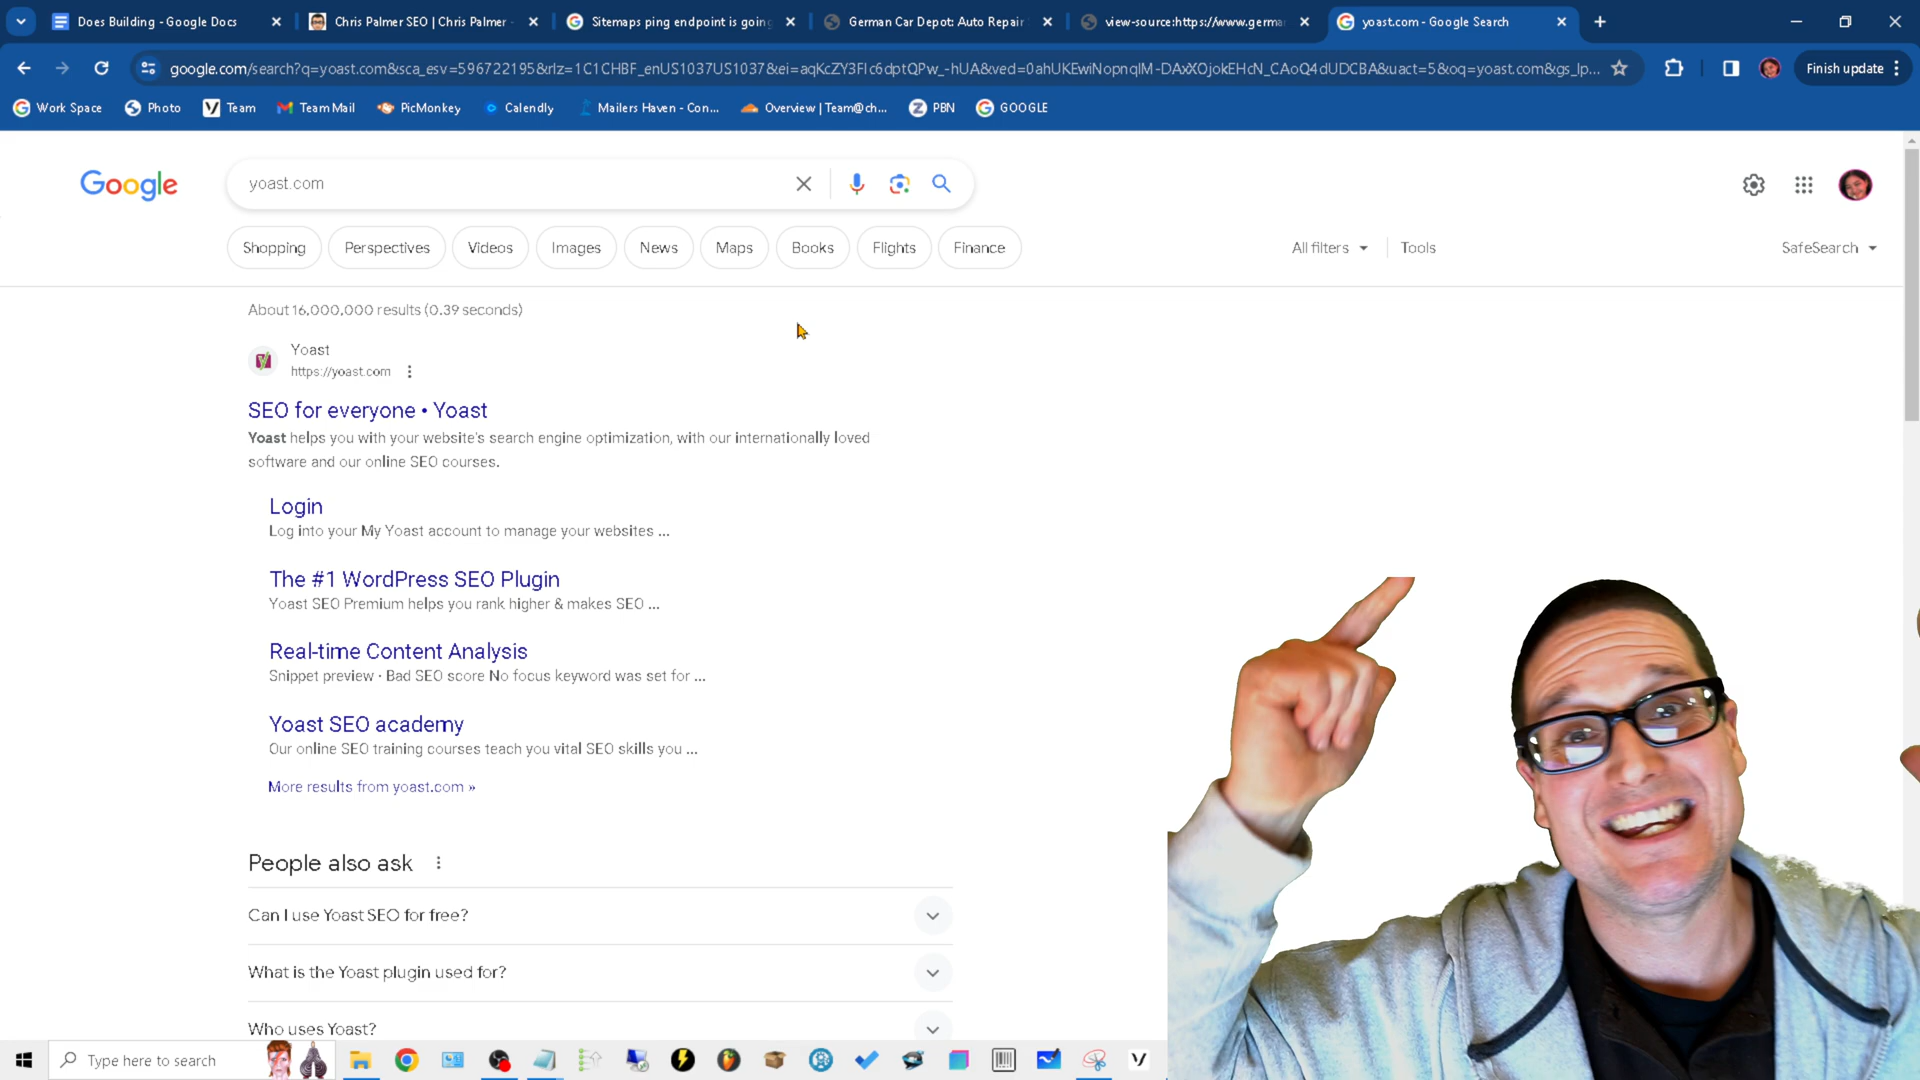 Does Building - Google Docs
Chris Palmer SEO | Chris Palmer -
Sitemaps ping endpoint is going
German Car Depot: Auto Repair
view-source:https://www.germa
yoast.com - Google Search
google.com/search?q=yoast.com&sca_esv=596722195&rlz=1C1CHBF_enUS1037US1037&ei=aqKcZY3FIc6dptQPw_-hUA&ved=0ahUKEwiNopnqlM-DAxXOjokEHcN_CAoQ4dUDCBA&uact=5&oq=yoast.com&gs_lp...
Finish update
Work Space
Photo
Team
Team Mail
PicMonkey
Calendly
Mailers Haven - Con...
Overview | Team@ch...
PBN
GOOGLE
Google
yoast.com
Shopping
Perspectives
Videos
Images
News
Maps
Books
Flights
Finance
All filters
Tools
SafeSearch
About 16,000,000 results (0.39 seconds)
Yoast
https://yoast.com
SEO for everyone • Yoast
Yoast helps you with your website's search engine optimization, with our internationally loved
software and our online SEO courses.
Login
Log into your My Yoast account to manage your websites ...
The #1 WordPress SEO Plugin
Yoast SEO Premium helps you rank higher & makes SEO ...
Real-time Content Analysis
Snippet preview · Bad SEO score No focus keyword was set for ...
Yoast SEO academy
Our online SEO training courses teach you vital SEO skills you ...
More results from yoast.com »
People also ask
Can I use Yoast SEO for free?
What is the Yoast plugin used for?
Who uses Yoast?
Type here to search